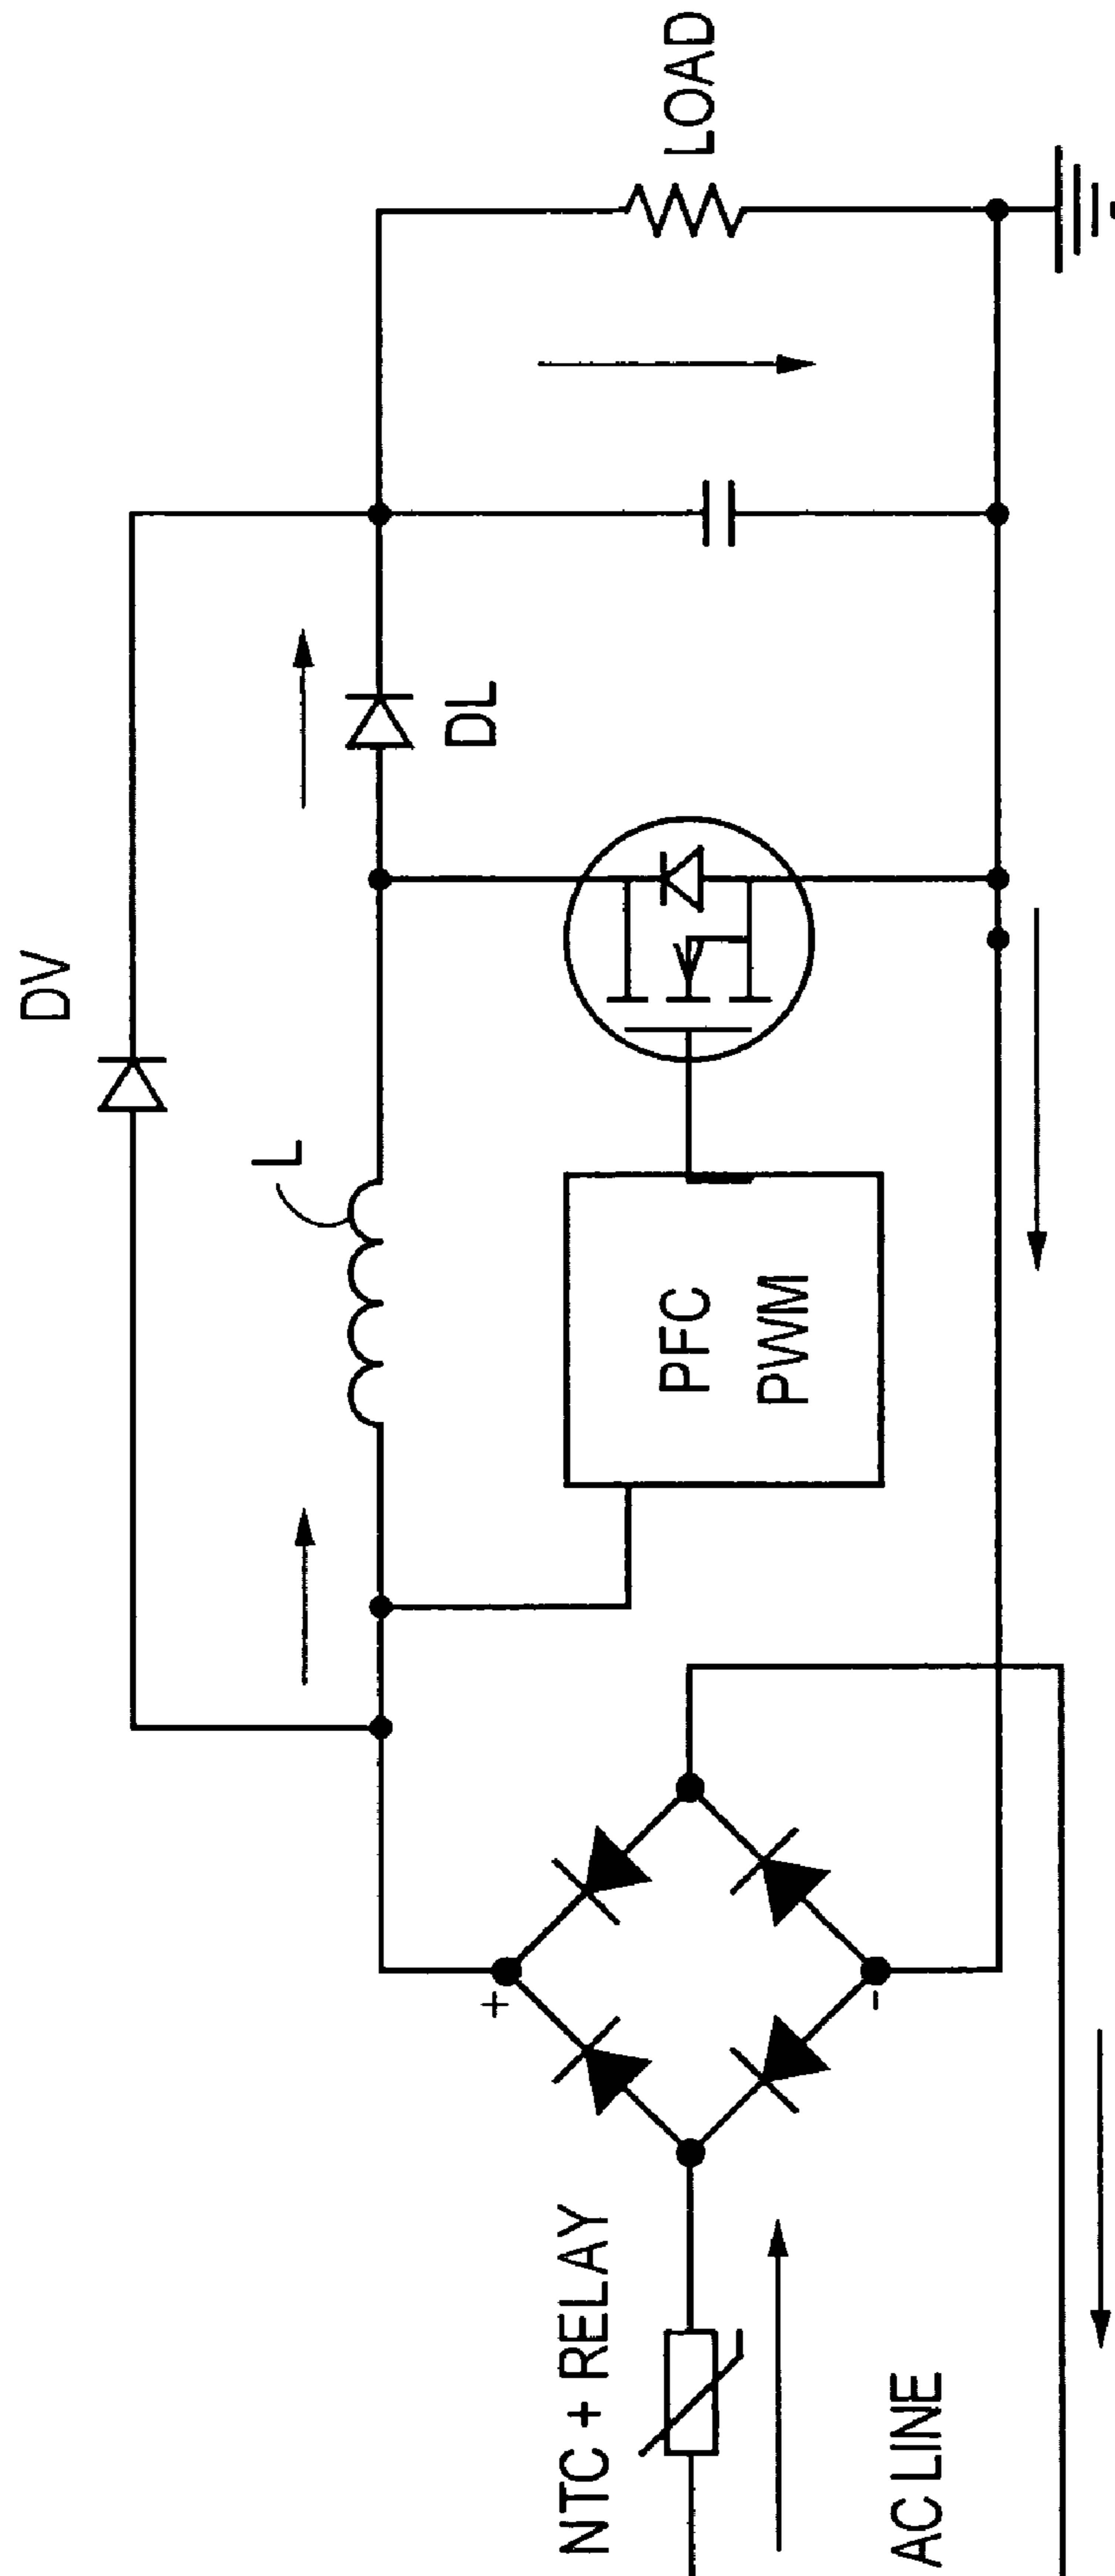 DV
L
DL
LOAD
PFC
PWM
NTC + RELAY
+
-
AC LINE